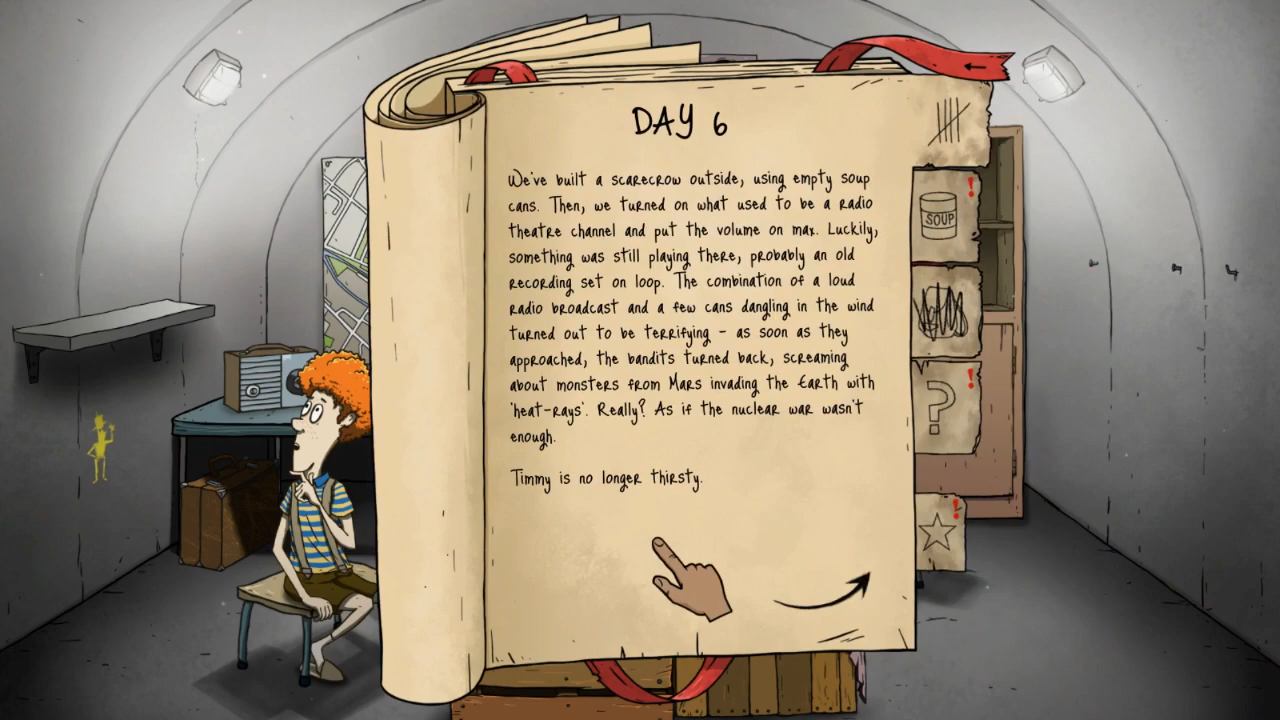 DAY 6
We've built a scarecrow outside, using empty soup
cans. Then, we turned on what used to be a radio
theatre channel and put the volume on max. Luckily,
something was still playing there, probably an old
recording set on loop. The combination of a loud
radio broadcast and a few cans dangling in the wind
turned out to be terrifying - as soon as they
approached, the bandits turned back, screaming
about monsters from Mars invading the Earth with
'heat-rays'. Really? As if the nuclear war wasn't
enough.
Timmy is no longer thirsty.
!
SOUP
!
?
!